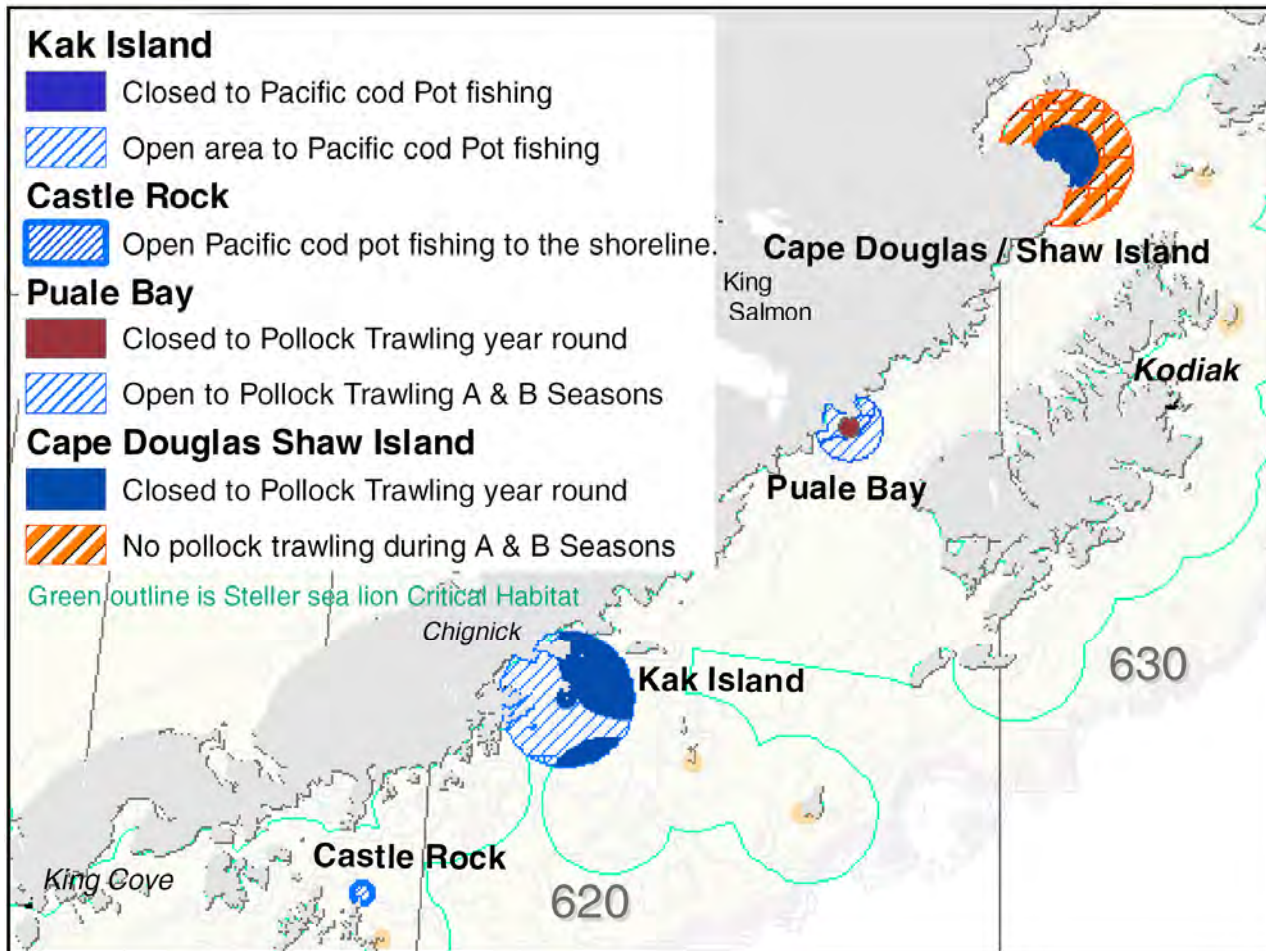 Kak Island
Closed to Pacific cod Pot fishing
Open area to Pacific cod Pot fishing
Castle Rock
Open Pacific cod pot fishing to the shoreline.
Puale Bay
Closed to Pollock Trawling year round
Open to Pollock Trawling A & B Seasons
Cape Douglas Shaw Island
Closed to Pollock Trawling year round
No pollock trawling during A & B Seasons
Green outline is Steller sea lion Critical Habitat
Cape Douglas / Shaw Island
King
Salmon
Kodiak
Puale Bay
Chignick
Kak Island
630
Castle Rock
King Cove
620